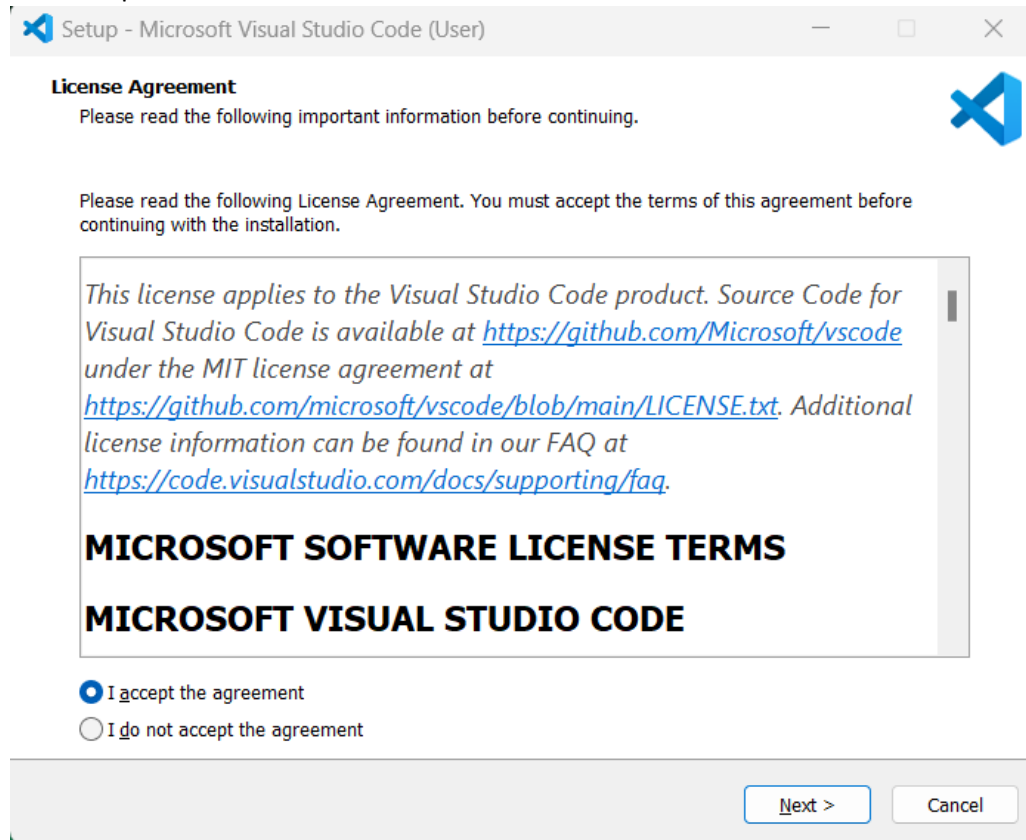 Setup - Microsoft Visual Studio Code (User)
License Agreement
Please read the following important information before continuing.
Please read the following License Agreement. You must accept the terms of this agreement before
continuing with the installation.
This license applies to the Visual Studio Code product. Source Code for
Visual Studio Code is available at https://github.com/Microsoft/vscode
under the MIT license agreement at
https://github.com/microsoft/vscode/blob/main/LICENSE.txt. Additional
license information can be found in our FAQ at
https://code.visualstudio.com/docs/supporting/faq.
MICROSOFT SOFTWARE LICENSE TERMS
MICROSOFT VISUAL STUDIO CODE
I accept the agreement
I do not accept the agreement
Next >
Cancel